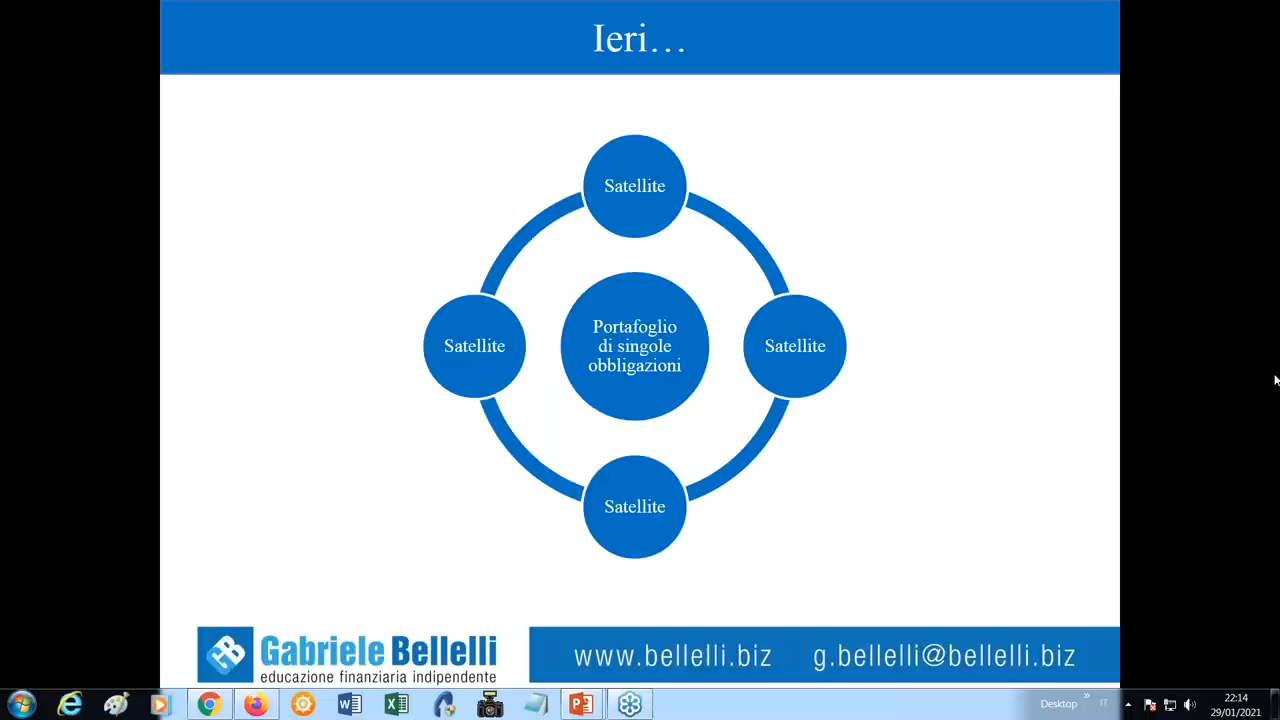 Ieri…
Satellite
Portafoglio
di singole
obbligazioni
Satellite
Satellite
Satellite
Gabriele Bellelli
educazione finanziaria indipendente
www.bellelli.biz g.bellelli@bellelli.biz
Desktop » IT 22:14
29/01/2021